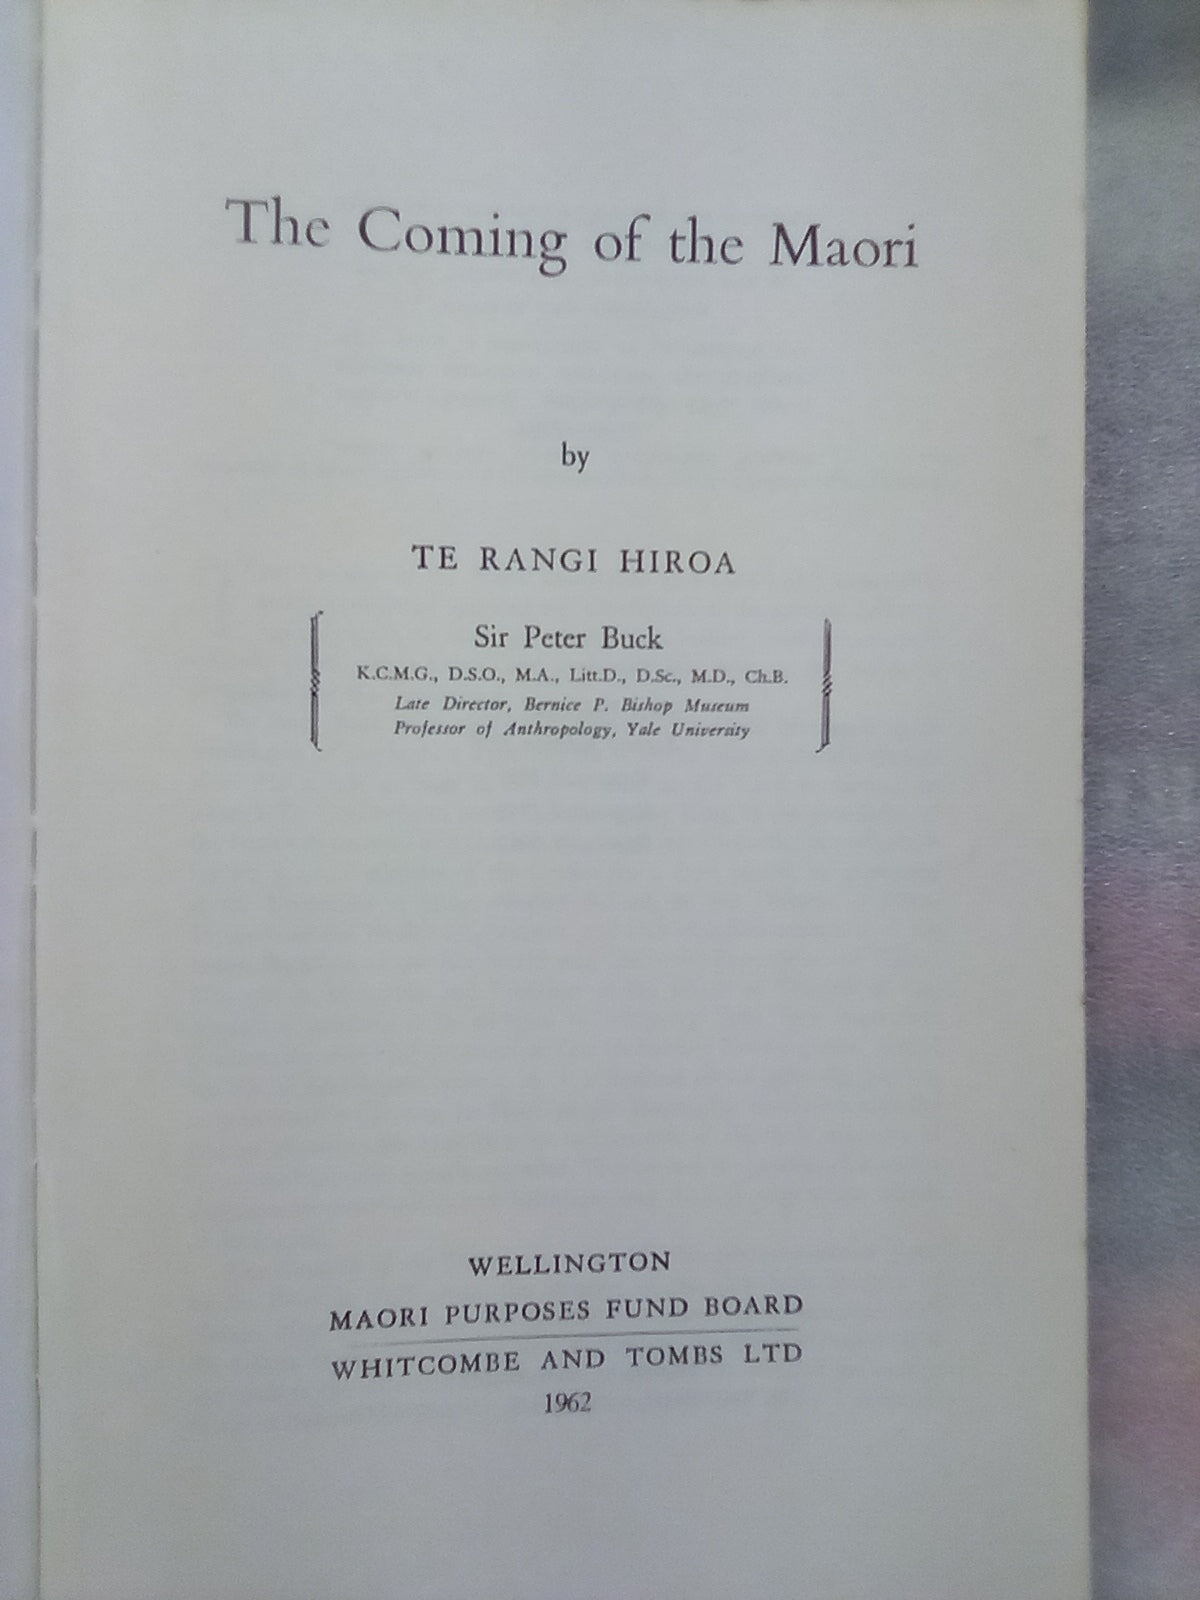 The Coming of the Maori
by
TE RANGI HIROA
Sir Peter Buck
K.C.M.G., D.S.O., M.A., Litt.D., D.Sc., M.D., Ch.B.
Late Director, Bernice P. Bishop Museum
Professor of Anthropology, Yale University
WELLINGTON
MAORI PURPOSES FUND BOARD
WHITCOMBE AND TOMBS LTD
1962